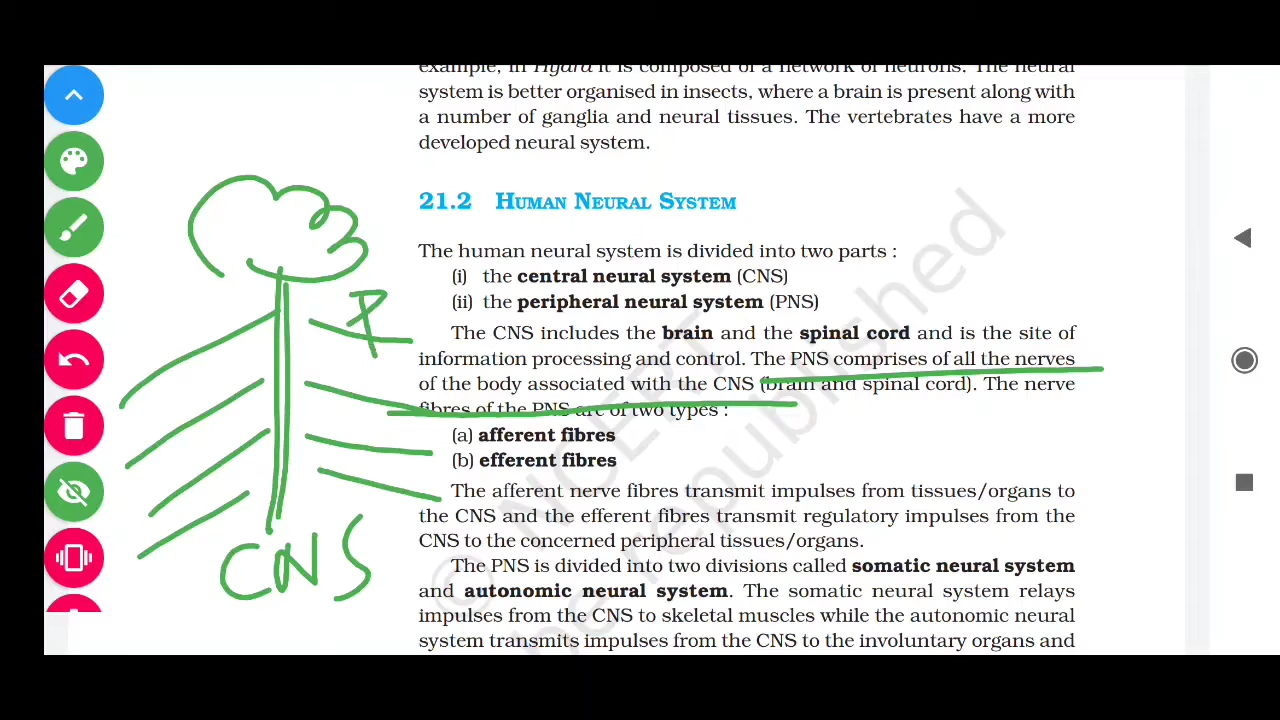 example, in Hydra it is composed of a network of neurons. The neural
system is better organised in insects, where a brain is present along with
a number of ganglia and neural tissues. The vertebrates have a more
developed neural system.
21.2 HUMAN NEURAL SYSTEM
The human neural system is divided into two parts :
(i) the central neural system (CNS)
(ii) the peripheral neural system (PNS)
P
The CNS includes the brain and the spinal cord and is the site of
information processing and control. The PNS comprises of all the nerves
of the body associated with the CNS (brain and spinal cord). The nerve
fibres of the PNS are of two types :
(a) afferent fibres
(b) efferent fibres
The afferent nerve fibres transmit impulses from tissues/organs to
the CNS and the efferent fibres transmit regulatory impulses from the
CNS to the concerned peripheral tissues/organs.
CNS
The PNS is divided into two divisions called somatic neural system
and autonomic neural system. The somatic neural system relays
impulses from the CNS to skeletal muscles while the autonomic neural
system transmits impulses from the CNS to the involuntary organs and
© NCERT
be republished